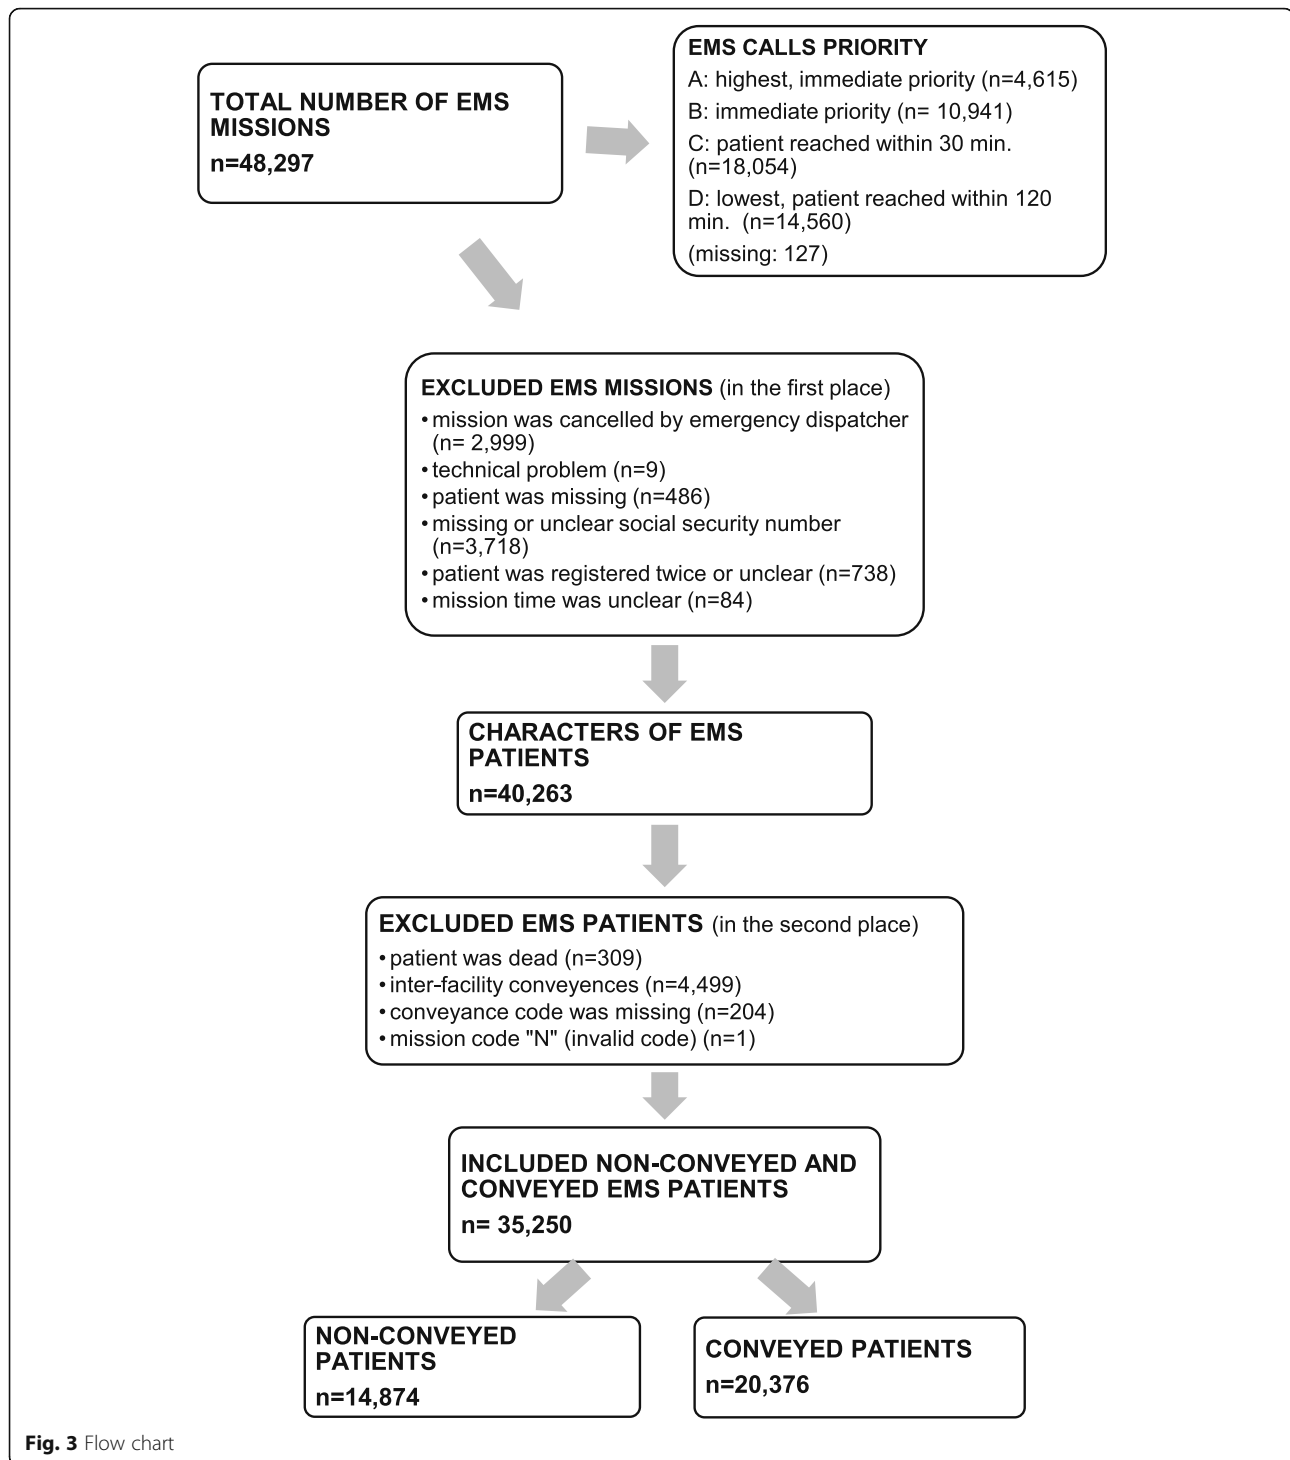 TOTAL NUMBER OF EMS
MISSIONS
n=48,297
EMS CALLS PRIORITY
A: highest, immediate priority (n=4,615)
B: immediate priority (n= 10,941)
C: patient reached within 30 min.
(n=18,054)
D: lowest, patient reached within 120
min. (n=14,560)
(missing: 127)
EXCLUDED EMS MISSIONS (in the first place)
• mission was cancelled by emergency dispatcher
(n= 2,999)
• technical problem (n=9)
• patient was missing (n=486)
• missing or unclear social security number
(n=3,718)
• patient was registered twice or unclear (n=738)
• mission time was unclear (n=84)
CHARACTERS OF EMS
PATIENTS
n=40,263
EXCLUDED EMS PATIENTS (in the second place)
• patient was dead (n=309)
• inter-facility conveyences (n=4,499)
• conveyance code was missing (n=204)
• mission code "N" (invalid code) (n=1)
INCLUDED NON-CONVEYED AND
CONVEYED EMS PATIENTS
n= 35,250
NON-CONVEYED
PATIENTS
n=14,874
CONVEYED PATIENTS
n=20,376
Fig. 3 Flow chart